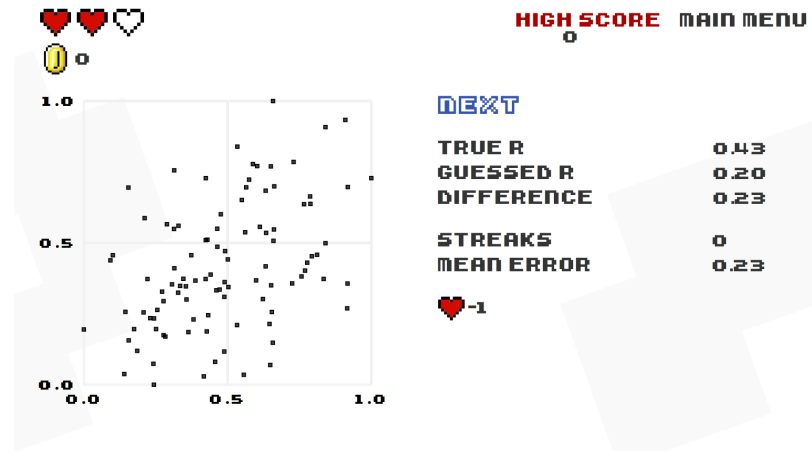 HIGH SCORE MAIN MENU
0
0
NEXT
TRUE R 0.43
GUESSED R 0.20
DIFFERENCE 0.23
STREAKS 0
MEAN ERROR 0.23
-1
1.0
0.5
0.0
0.0 0.5 1.0